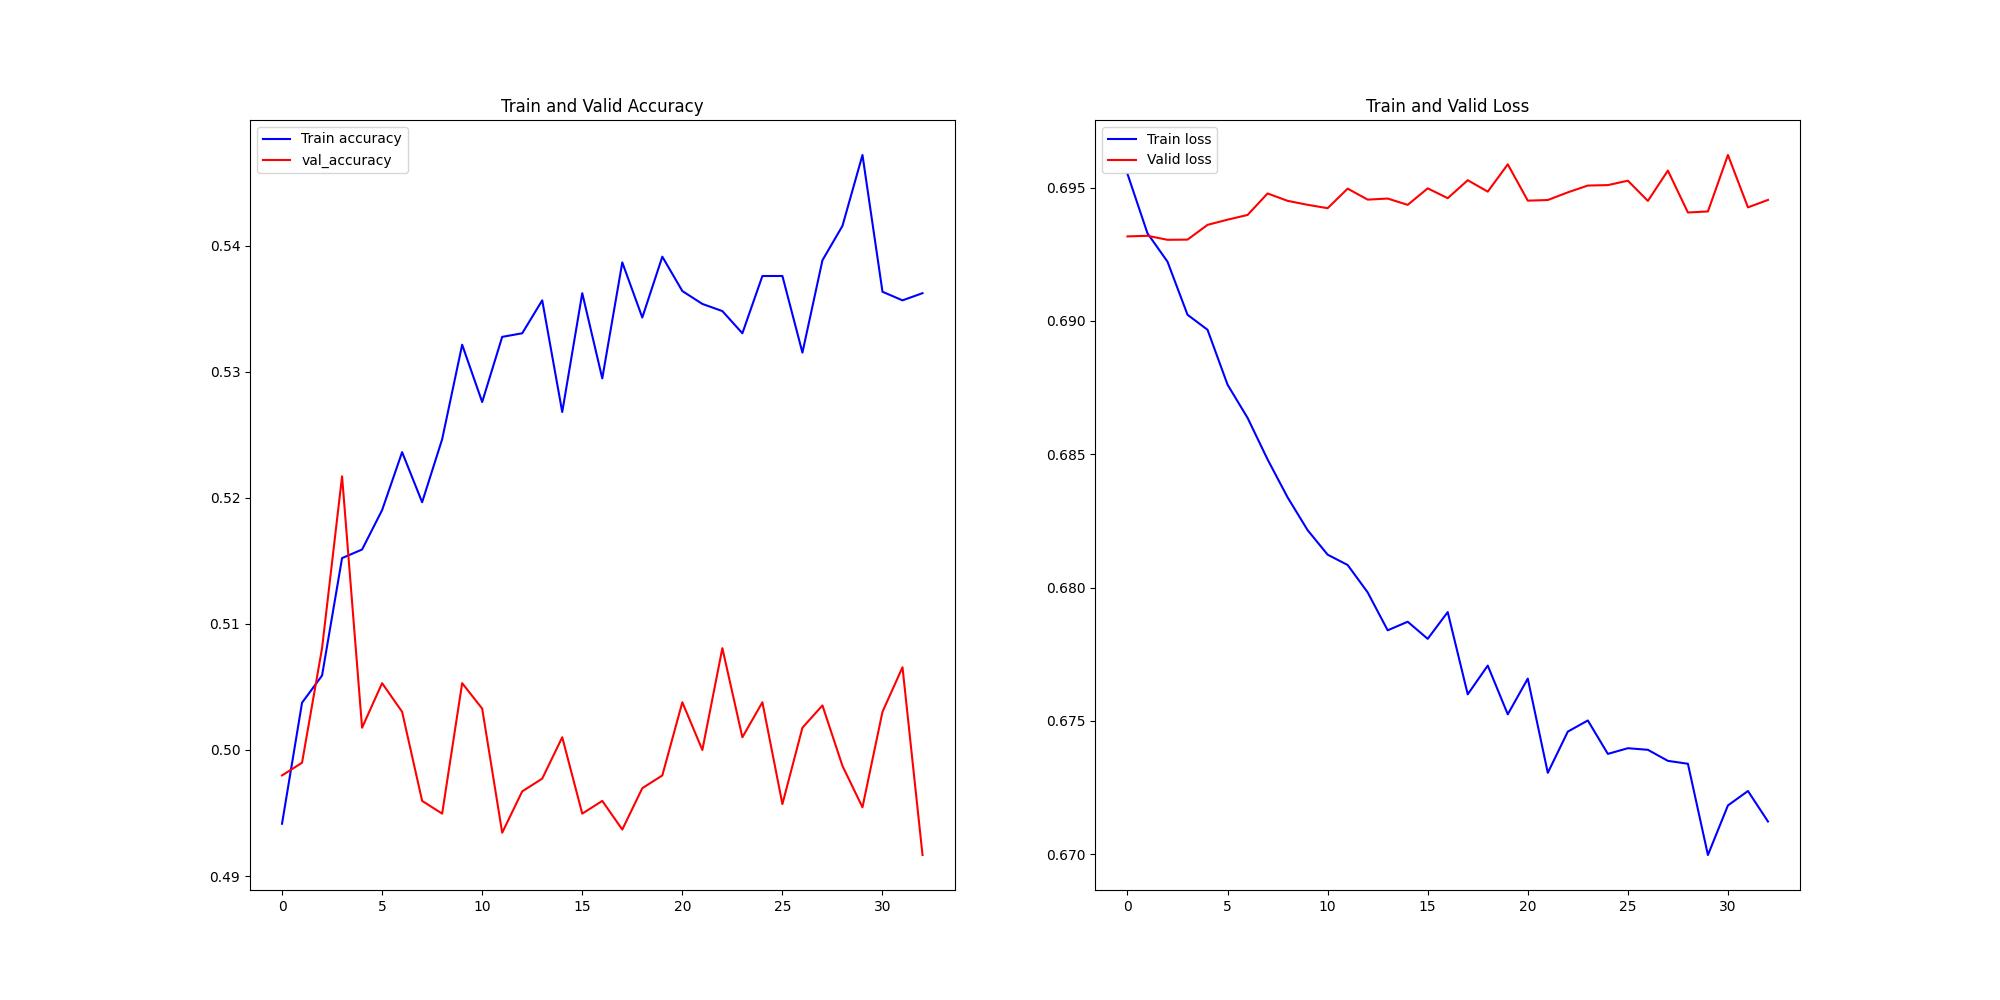 Train and Valid Accuracy
Train accuracy
val_accuracy
0.54
0.53
0.52
0.51
0.50
0.49
0 5 10 15 20 25 30
Train and Valid Loss
Train loss
Valid loss
0.695
0.690
0.685
0.680
0.675
0.670
0 5 10 15 20 25 30